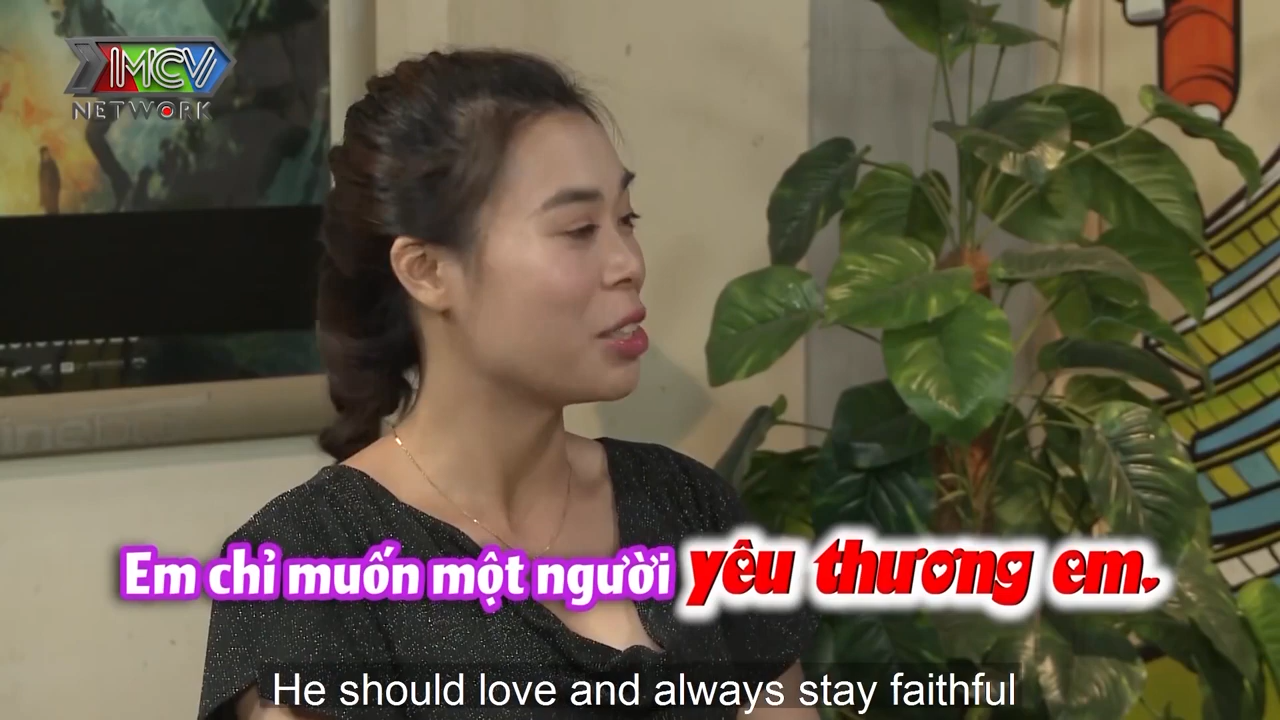 MCV
NETWORK
Em chỉ muốn một người yêu thương em.
He should love and always stay faithful